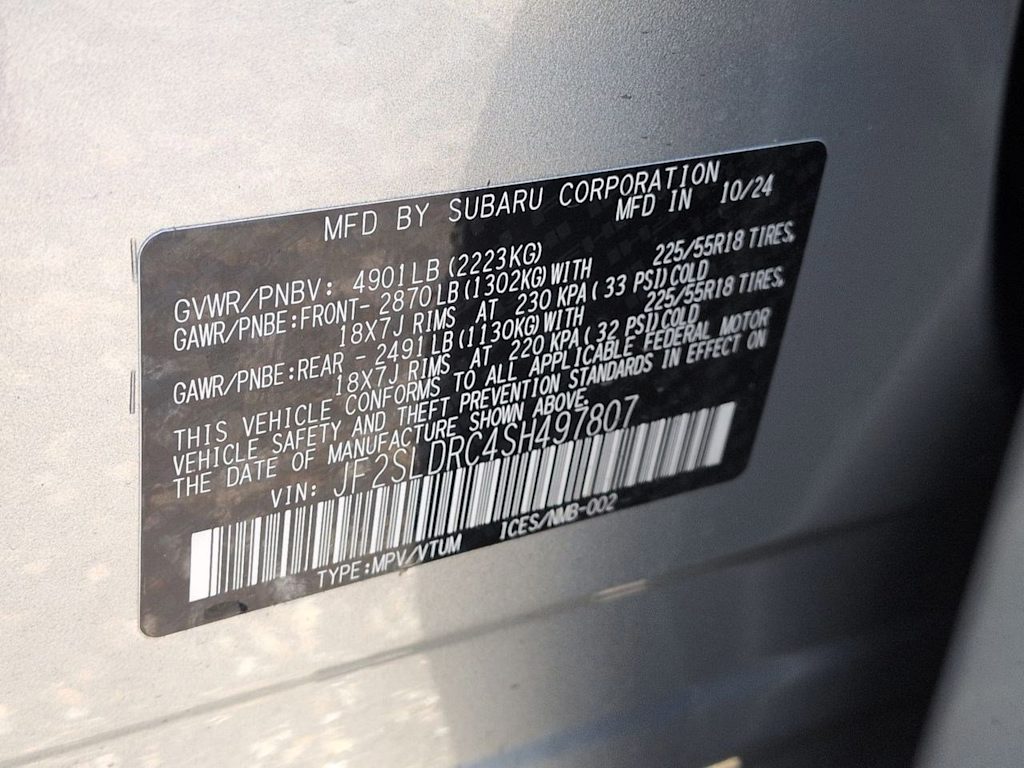 MFD BY SUBARU CORPORATION
MFD IN 10/24
GVWR/PNBV: 4901LB(2223KG)
GAWR/PNBE:FRONT- 2870LB(1302KG)WITH 225/55R18 TIRES,
18X7J RIMS AT 230 KPA( 33 PSI)COLD
GAWR/PNBE:REAR - 2491LB(1130KG)WITH 225/55R18 TIRES,
18X7J RIMS AT 220 KPA( 32 PSI)COLD
THIS VEHICLE CONFORMS TO ALL APPLICABLE FEDERAL MOTOR
VEHICLE SAFETY AND THEFT PREVENTION STANDARDS IN EFFECT ON
THE DATE OF MANUFACTURE SHOWN ABOVE.
VIN: JF2SLDRC4SH497807
TYPE:MPV/VTUM ICES/NMB-002